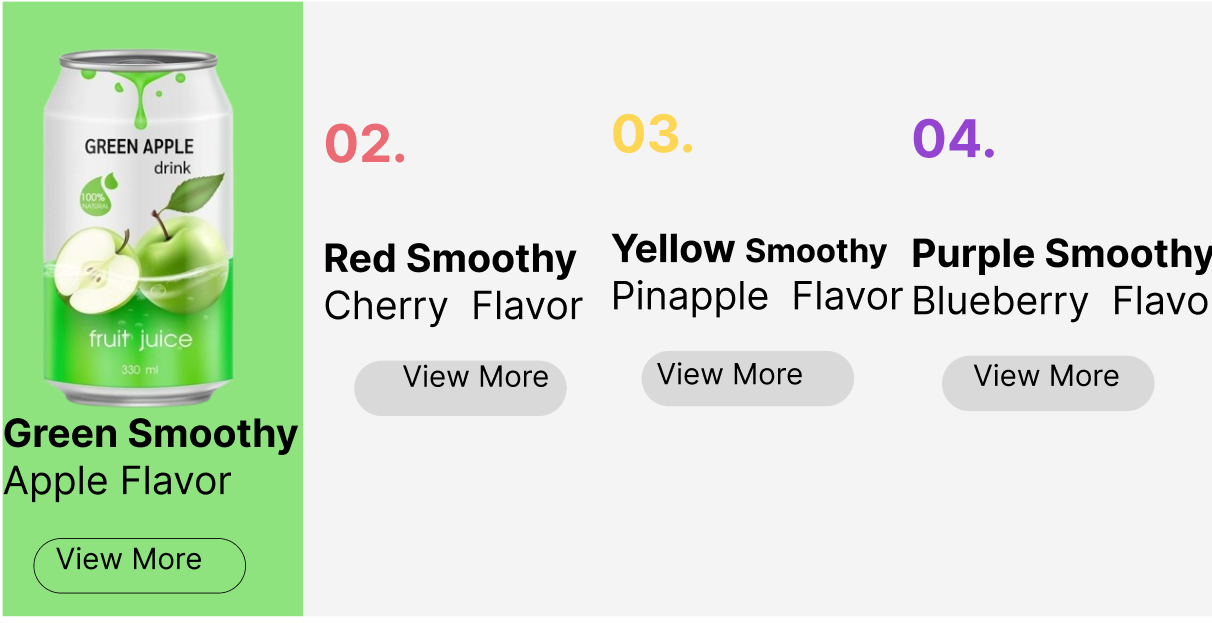 GREEN APPLE
drink
100%
NATURAL
fruit juice
330 ml
Green Smoothy
Apple Flavor
View More
02.
Red Smoothy
Cherry Flavor
View More
03.
Yellow Smoothy
Pinapple Flavor
View More
04.
Purple Smoothy
Blueberry Flavo
View More